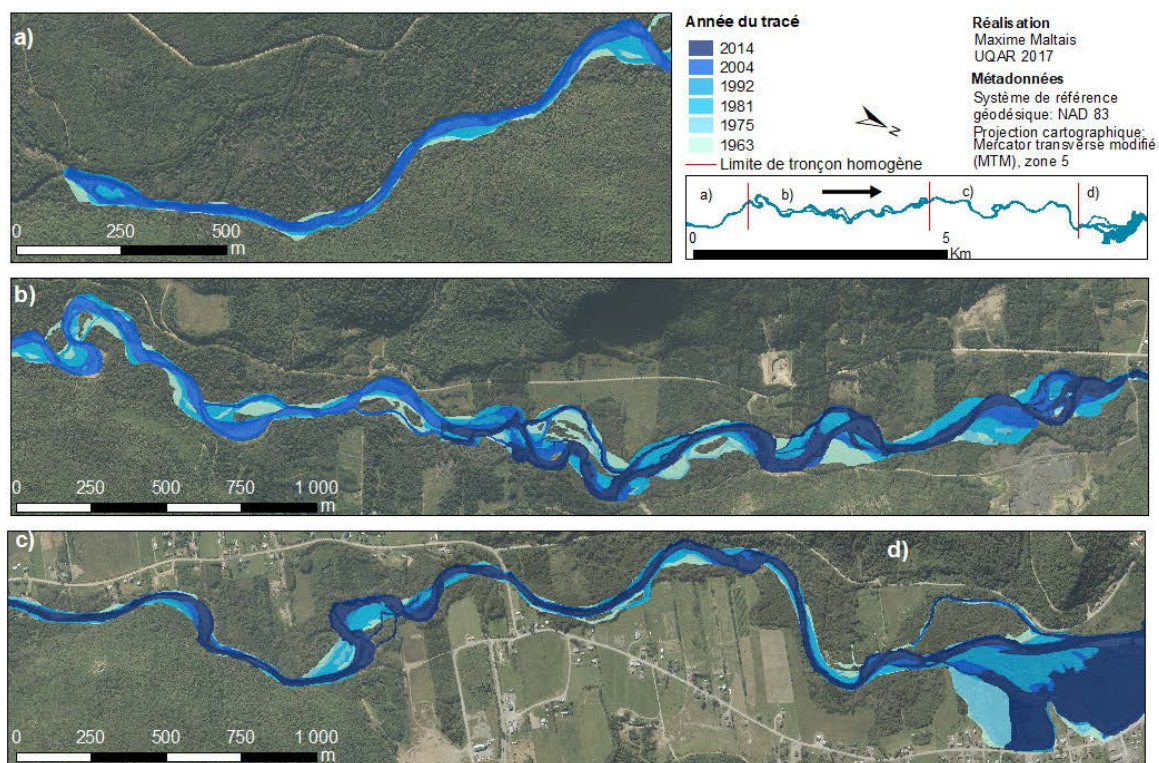 a)
0 250 500
m
Année du tracé
2014
2004
1992
1981
1975
1963
Limite de tronçon homogène
N
Réalisation
Maxime Maltais
UQAR 2017
Métadonnées
Système de référence
géodésique: NAD 83
Projection cartographique:
Mercator transverse modifié
(MTM), zone 5
a) b) c) d)
0 5
Km
b)
0 250 500 750 1 000
m
c)
d)
0 250 500 750 1 000
m